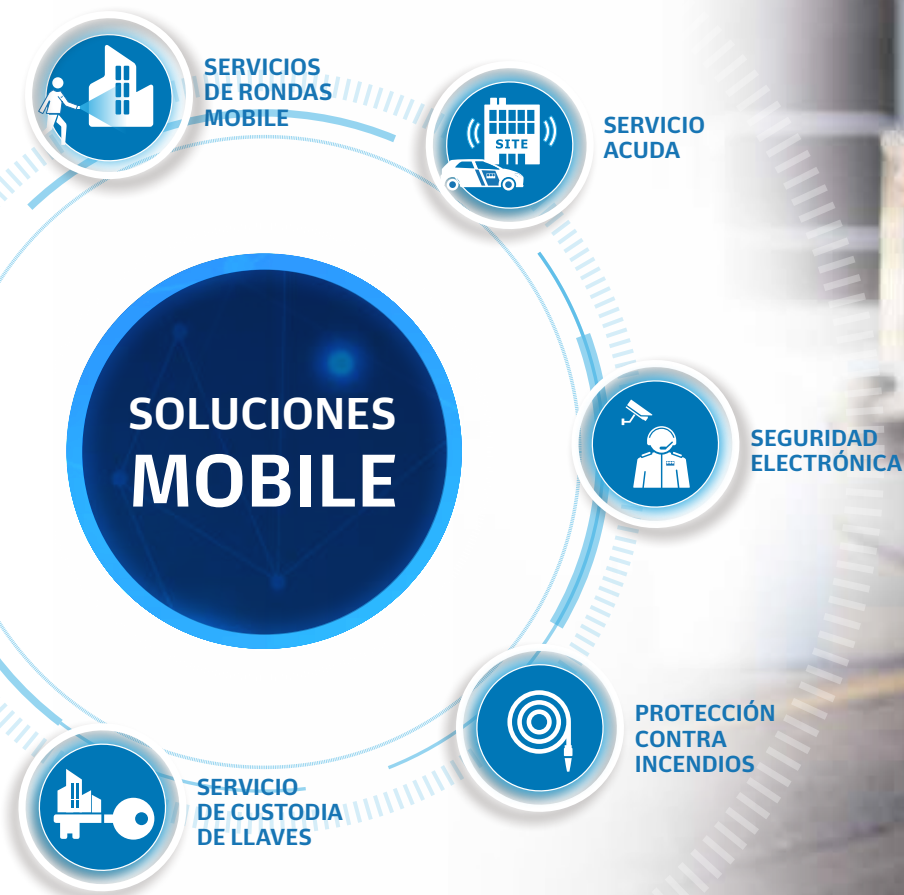 SERVICIOS
DE RONDAS
MOBILE
SERVICIO
ACUDA
SITE
SOLUCIONES
MOBILE
SEGURIDAD
ELECTRÓNICA
PROTECCIÓN
CONTRA
INCENDIOS
SERVICIO
DE CUSTODIA
DE LLAVES